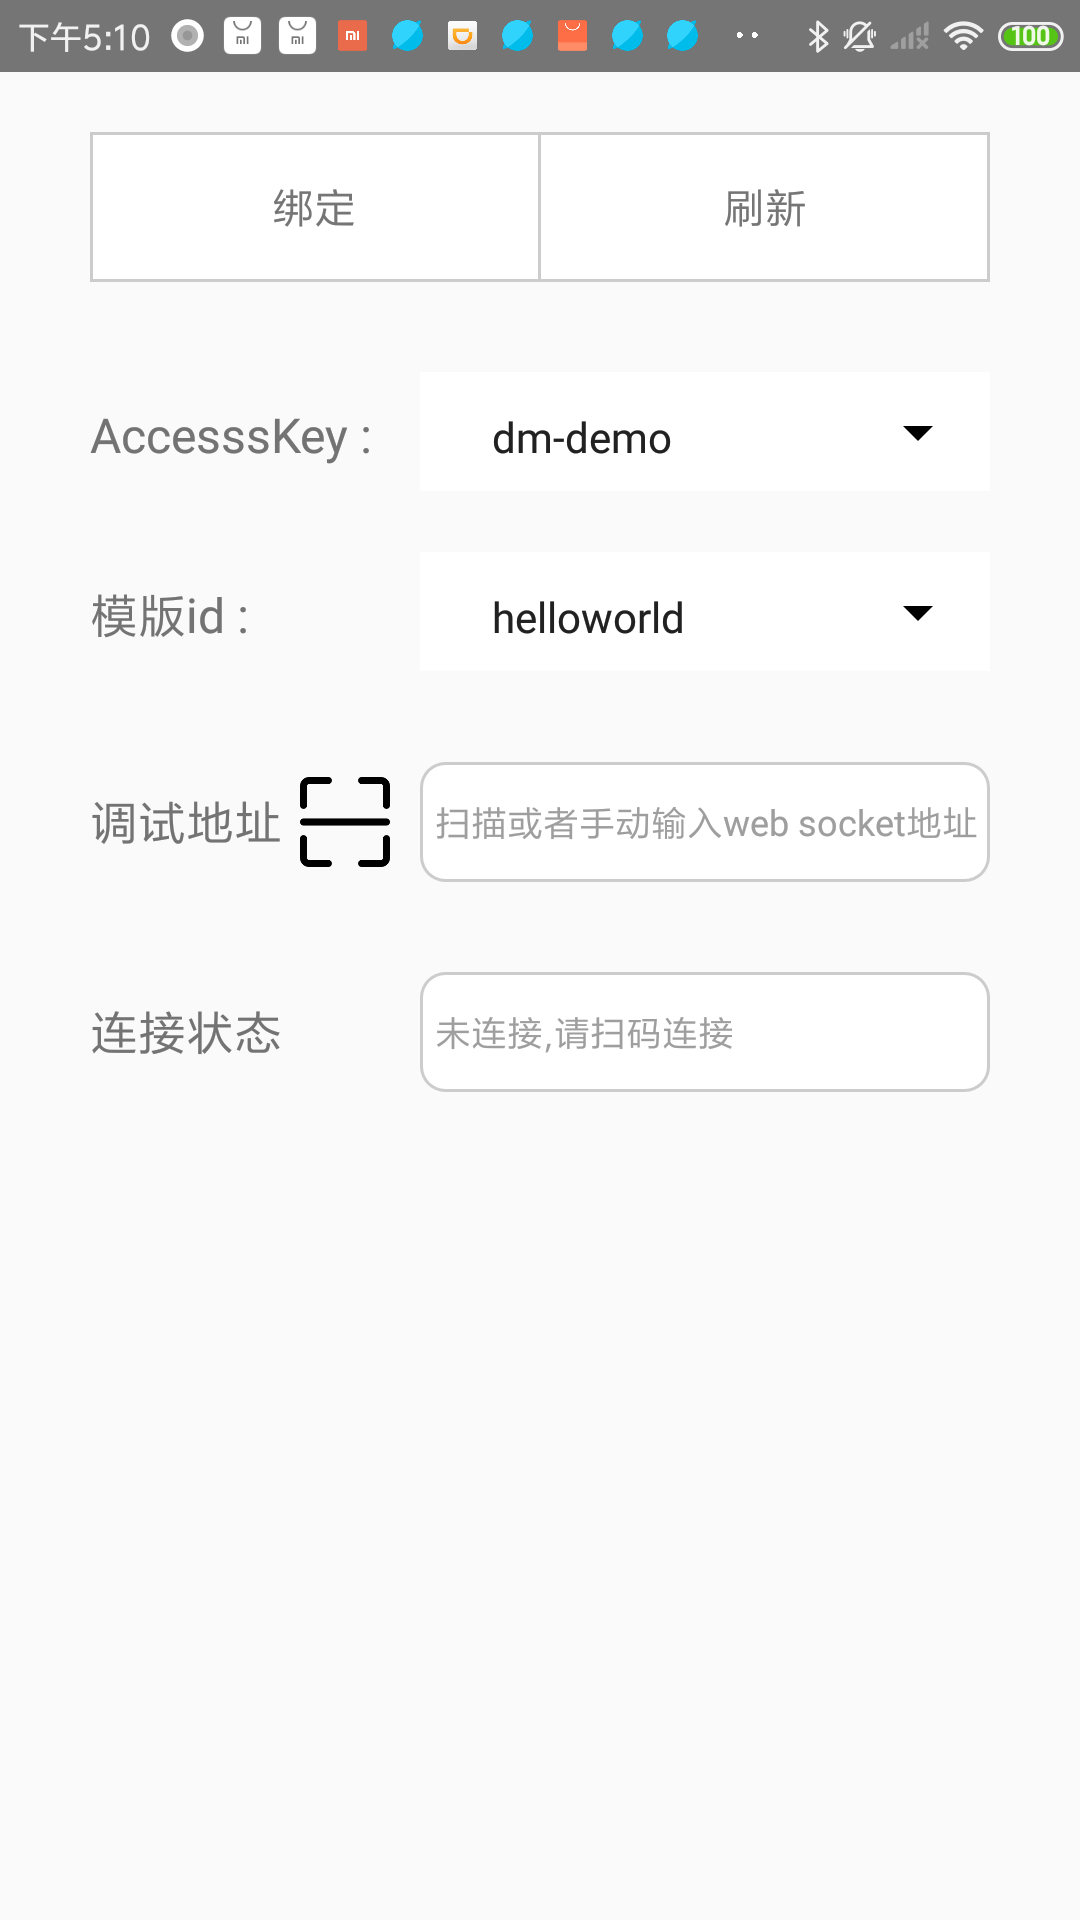 下午5:10
100
绑定
刷新
AccesssKey :
dm-demo
模版id :
helloworld
调试地址
扫描或者手动输入web socket地址
连接状态
未连接,请扫码连接